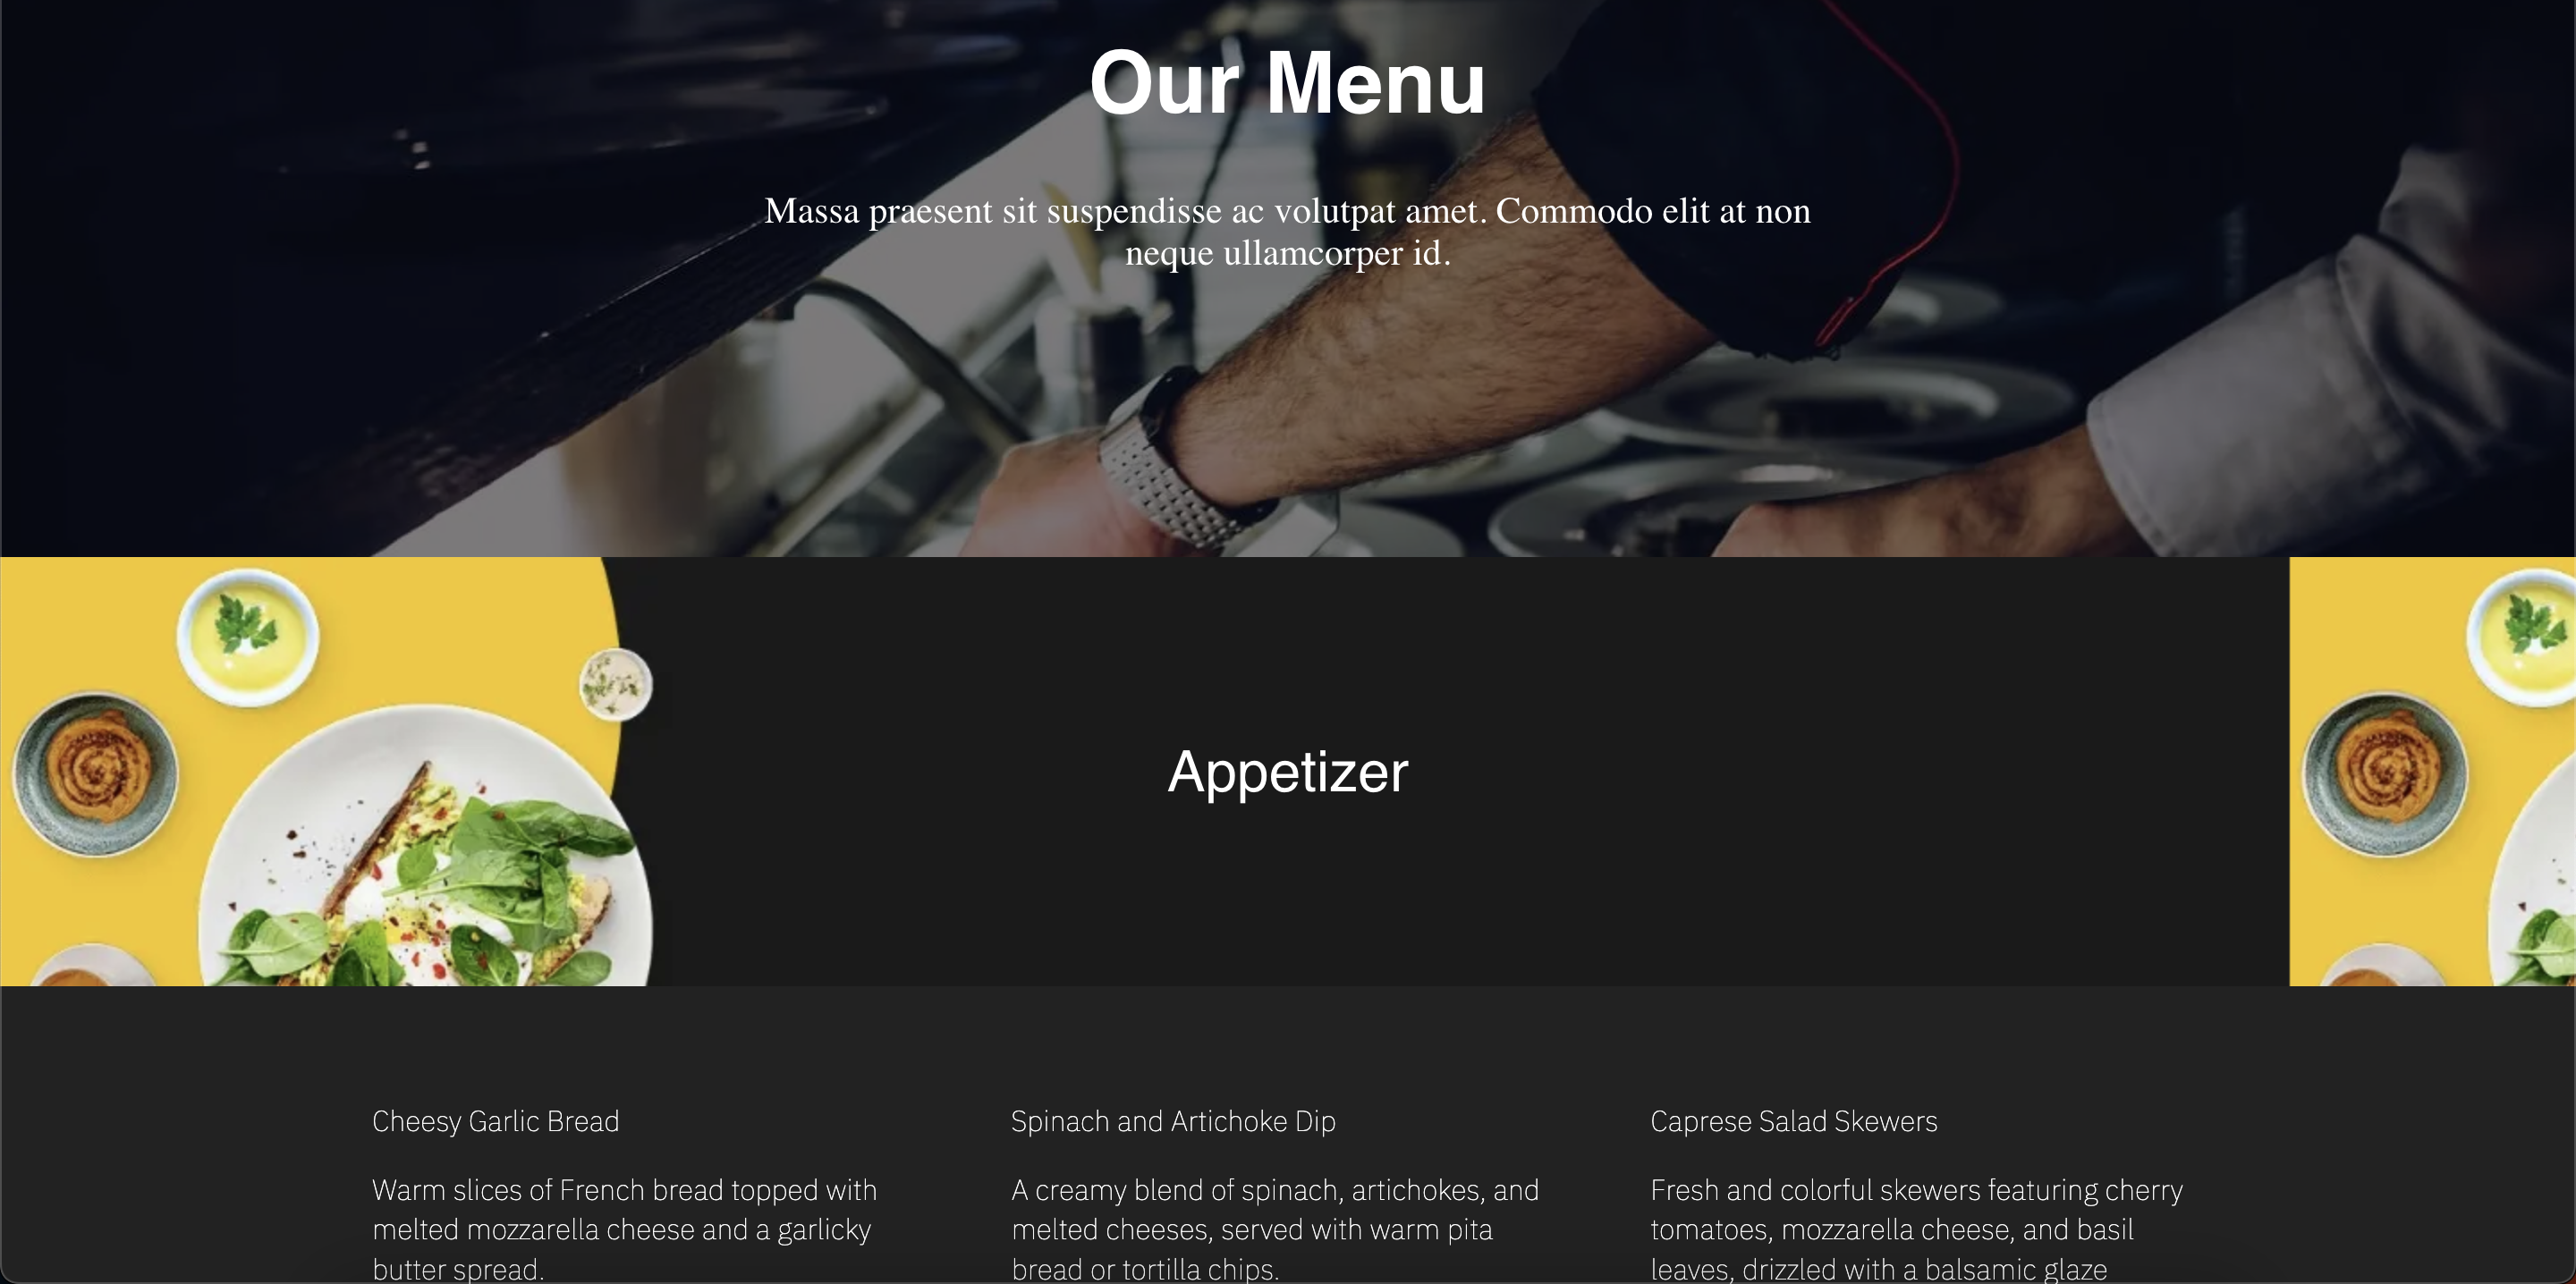 Our Menu
Massa praesent sit suspendisse ac volutpat amet. Commodo elit at non
neque ullamcorper id.
Appetizer
Cheesy Garlic Bread
Warm slices of French bread topped with
melted mozzarella cheese and a garlicky
butter spread.
Spinach and Artichoke Dip
A creamy blend of spinach, artichokes, and
melted cheeses, served with warm pita
bread or tortilla chips.
Caprese Salad Skewers
Fresh and colorful skewers featuring cherry
tomatoes, mozzarella cheese, and basil
leaves, drizzled with a balsamic glaze